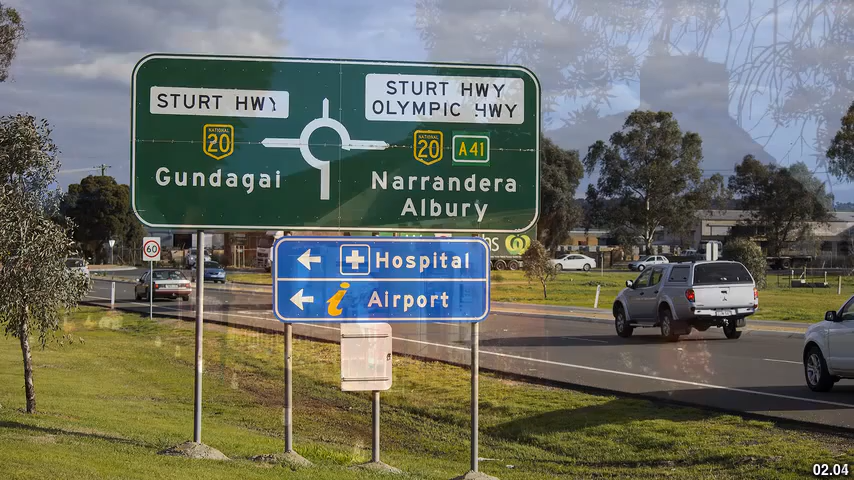 STURT HWY
STURT HWY
OLYMPIC HWY
NATIONAL
20
NATIONAL
20
A41
Gundagai
Narrandera
Albury
60
Hospital
i Airport
02.04